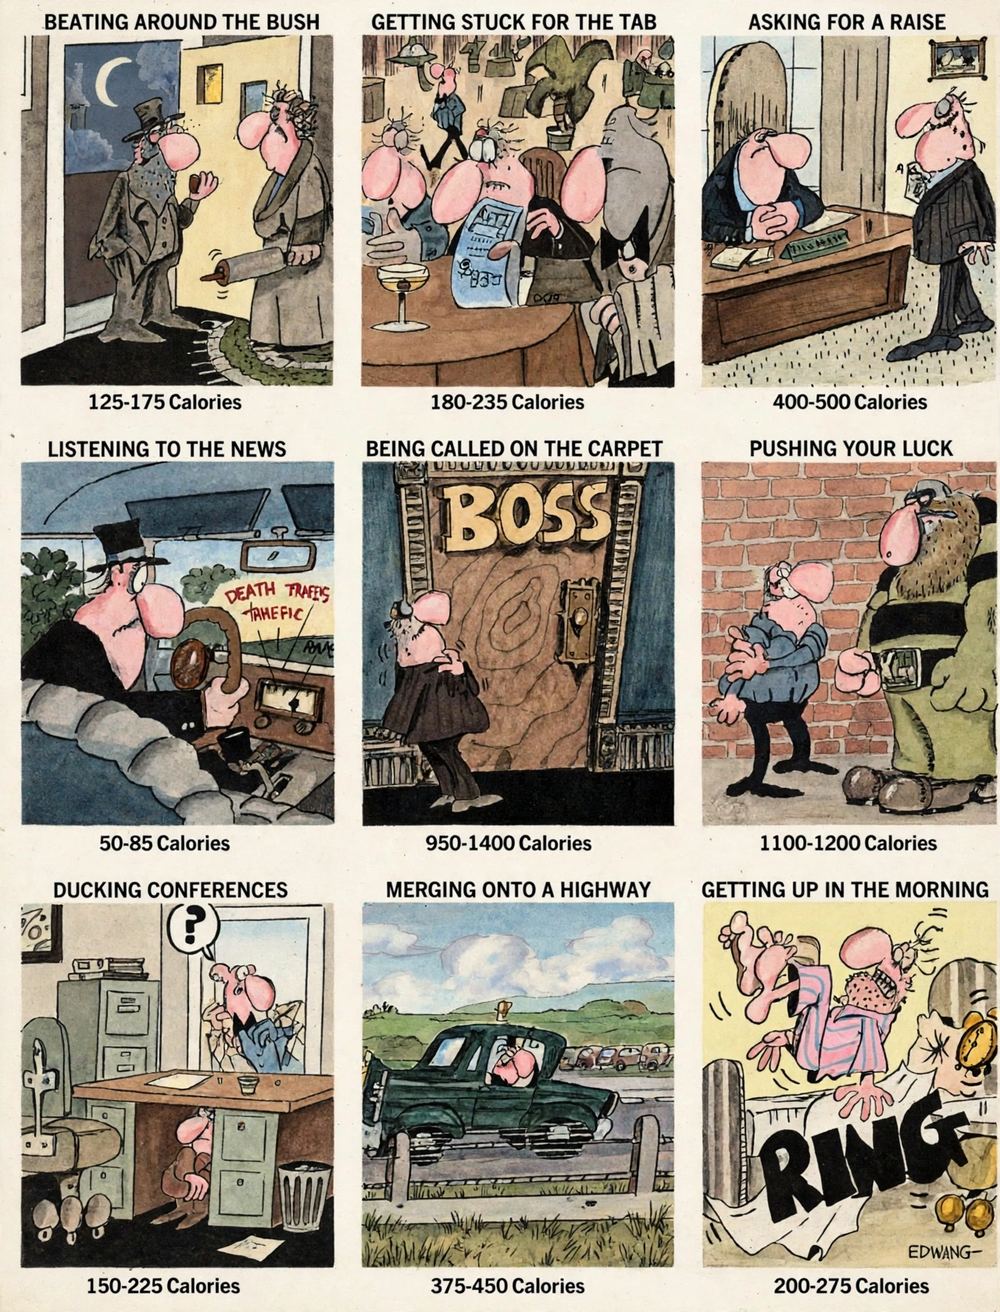 BEATING AROUND THE BUSH
125-175 Calories
GETTING STUCK FOR THE TAB
180-235 Calories
ASKING FOR A RAISE
400-500 Calories
LISTENING TO THE NEWS
DEATH
50-85 Calories
BEING CALLED ON THE CARPET
BOSS
950-1400 Calories
PUSHING YOUR LUCK
1100-1200 Calories
DUCKING CONFERENCES
?
150-225 Calories
MERGING ONTO A HIGHWAY
375-450 Calories
GETTING UP IN THE MORNING
RING
EDWANG-
200-275 Calories